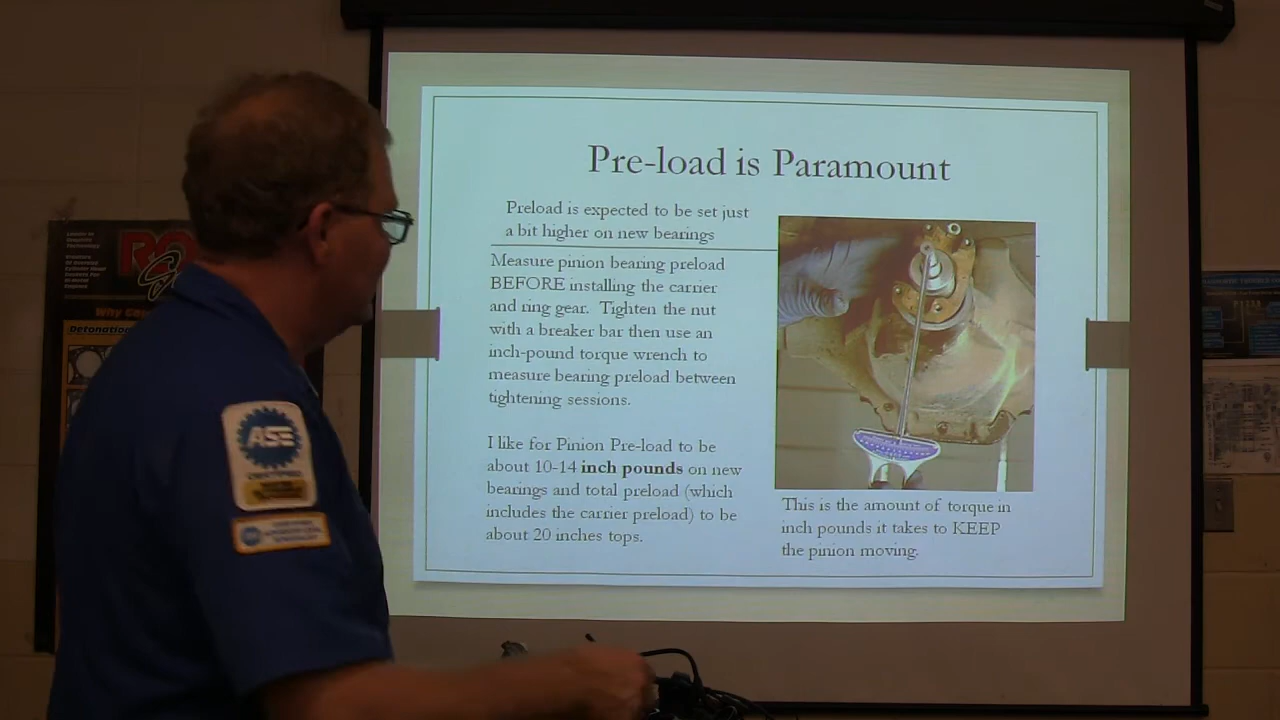 Pre-load is Paramount
Preload is expected to be set just
a bit higher on new bearings
Measure pinion bearing preload
BEFORE installing the carrier
and ring gear. Tighten the nut
with a breaker bar then use an
inch-pound torque wrench to
measure bearing preload between
tightening sessions.
I like for Pinion Pre-load to be
about 10-14 inch pounds on new
bearings and total preload (which
includes the carrier preload) to be
about 20 inches tops.
This is the amount of torque in
inch pounds it takes to KEEP
the pinion moving.
ASE
CERTIFIED
Why
Detonation